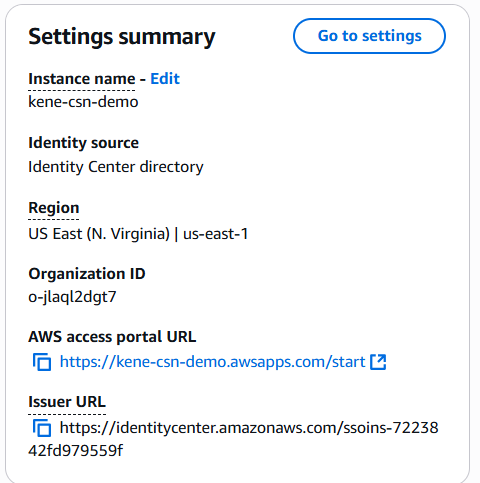 Settings summary
Go to settings
Instance name - Edit
kene-csn-demo
Identity source
Identity Center directory
Region
US East (N. Virginia) | us-east-1
Organization ID
o-jlaql2dgt7
AWS access portal URL
https://kene-csn-demo.awsapps.com/start
Issuer URL
https://identitycenter.amazonaws.com/ssoins-72238
42fd979559f